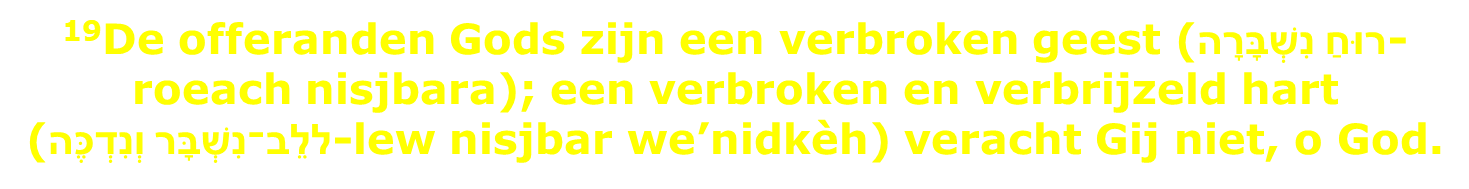 ¹⁹De offeranden Gods zijn een verbroken geest (רוּחַ נִשְׁבָּרָה-
roeach nisjbara); een verbroken en verbrijzeld hart
(ללֵב־נִשְׁבָּר וְנִדְכֶּה-lew nisjbar we’nidkèh) veracht Gij niet, o God.